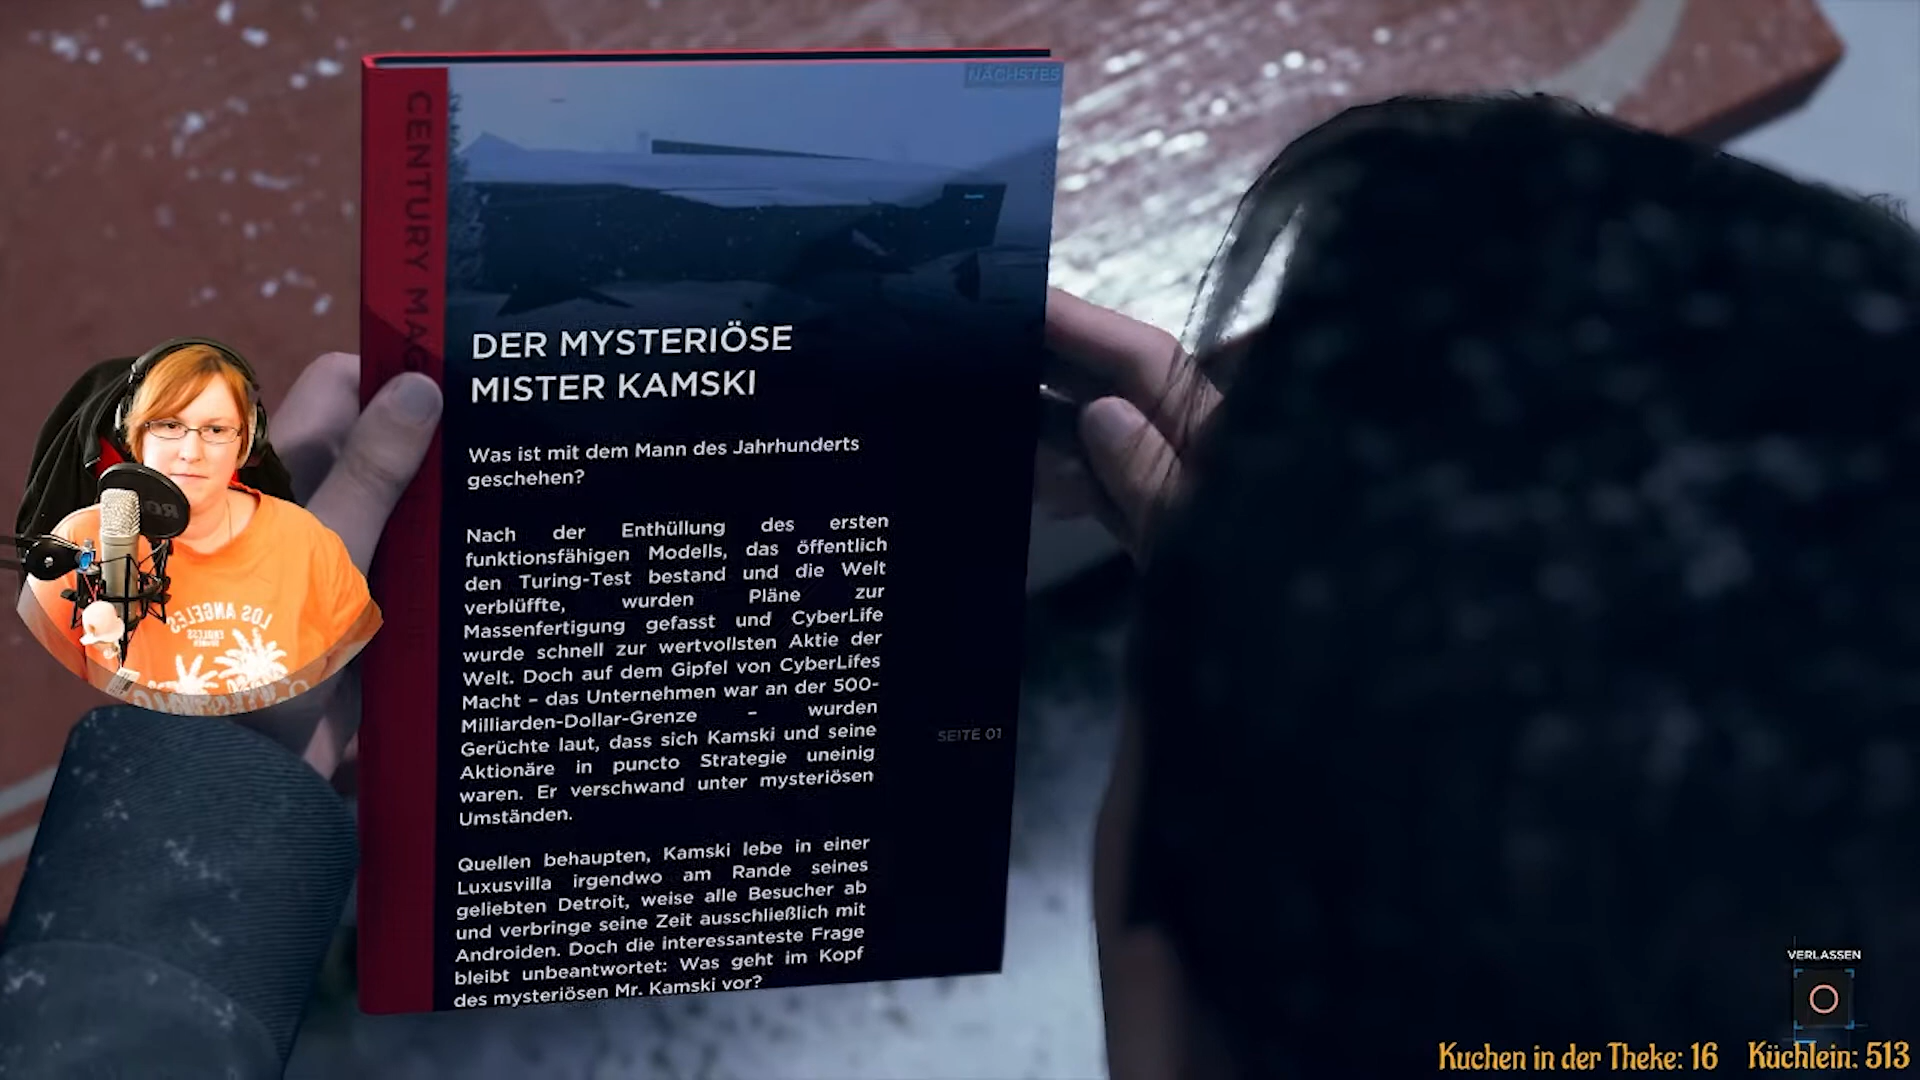 NÄCHSTES
CENTURY MAG
DER MYSTERIÖSE
MISTER KAMSKI
Was ist mit dem Mann des Jahrhunderts
geschehen?
Nach der Enthüllung des ersten
funktionsfähigen Modells, das öffentlich
den Turing-Test bestand und die Welt
verblüffte, wurden Pläne zur
Massenfertigung gefasst und CyberLife
wurde schnell zur wertvollsten Aktie der
Welt. Doch auf dem Gipfel von CyberLifes
Macht – das Unternehmen war an der 500-
Milliarden-Dollar-Grenze – wurden
Gerüchte laut, dass sich Kamski und seine
Aktionäre in puncto Strategie uneinig
waren. Er verschwand unter mysteriösen
Umständen.
Quellen behaupten, Kamski lebe in einer
Luxusvilla irgendwo am Rande seines
geliebten Detroit, weise alle Besucher ab
und verbringe seine Zeit ausschließlich mit
Androiden. Doch die interessanteste Frage
bleibt unbeantwortet: Was geht im Kopf
des mysteriösen Mr. Kamski vor?
SEITE 01
LOS ANGELES
ENDLESS
VERLASSEN
Kuchen in der Theke: 16 Küchlein: 513